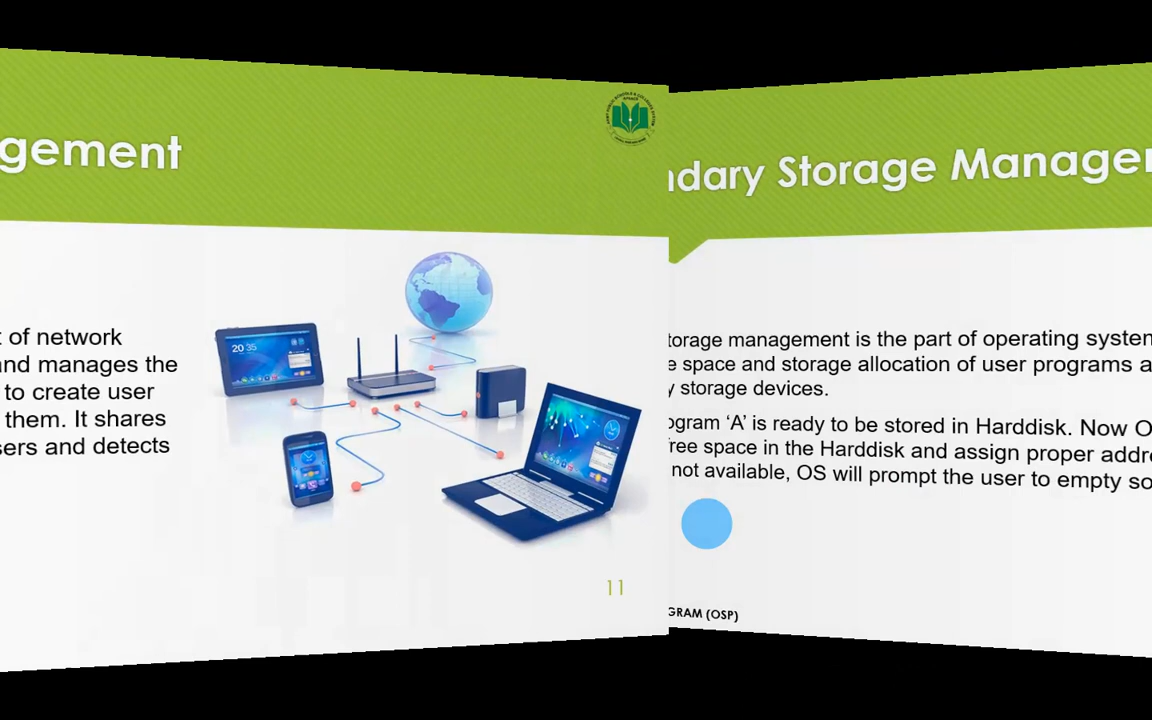 gement
t of network
and manages the
to create user
them. It shares
sers and detects
20 35
11
ndary Storage Manager
torage management is the part of operating system
e space and storage allocation of user programs a
y storage devices.
ogram ‘A’ is ready to be stored in Harddisk. Now O
free space in the Harddisk and assign proper addre
not available, OS will prompt the user to empty so
GRAM (OSP)